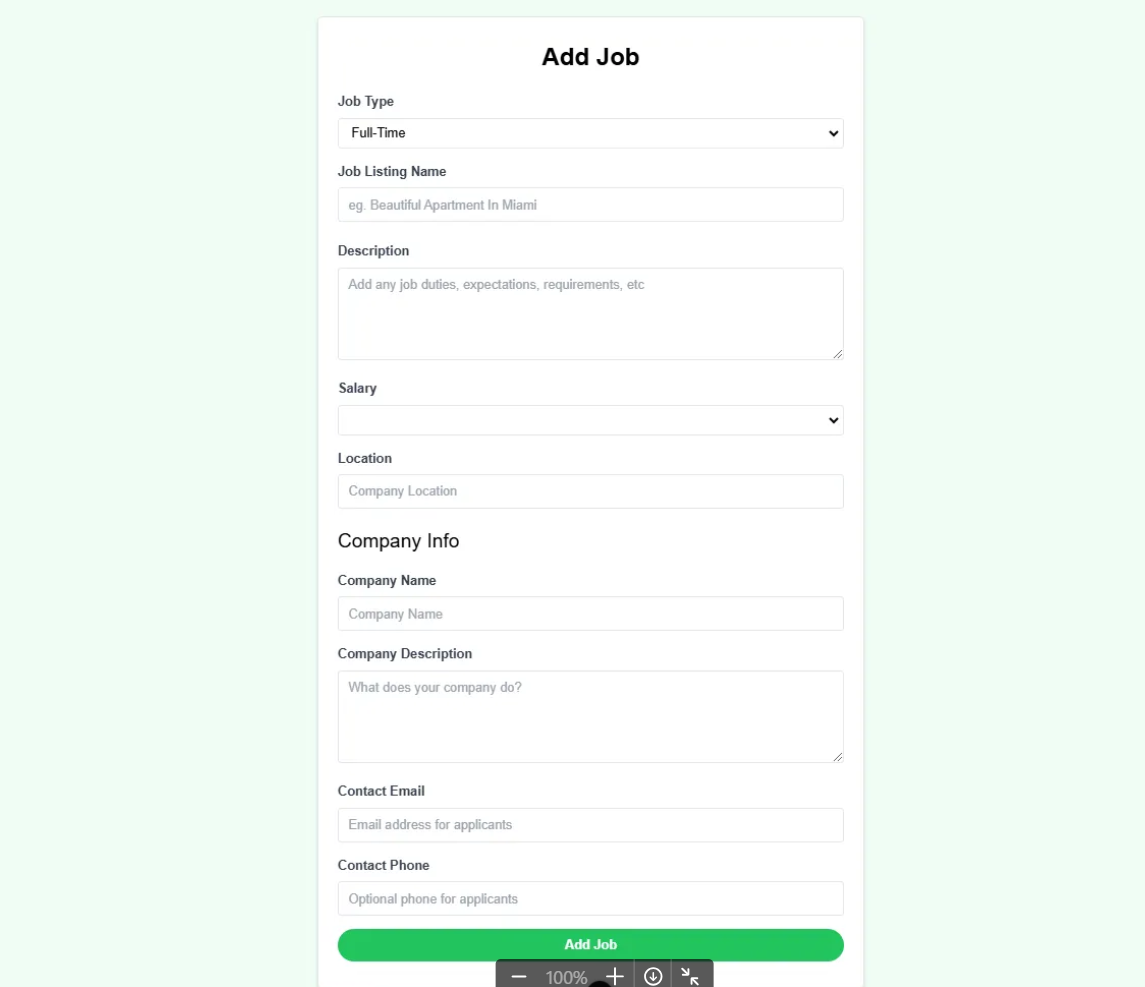 Add Job
Job Type
Full-Time
Job Listing Name
eg. Beautiful Apartment In Miami
Description
Add any job duties, expectations, requirements, etc
Salary
Location
Company Location
Company Info
Company Name
Company Name
Company Description
What does your company do?
Contact Email
Email address for applicants
Contact Phone
Optional phone for applicants
Add Job
100%